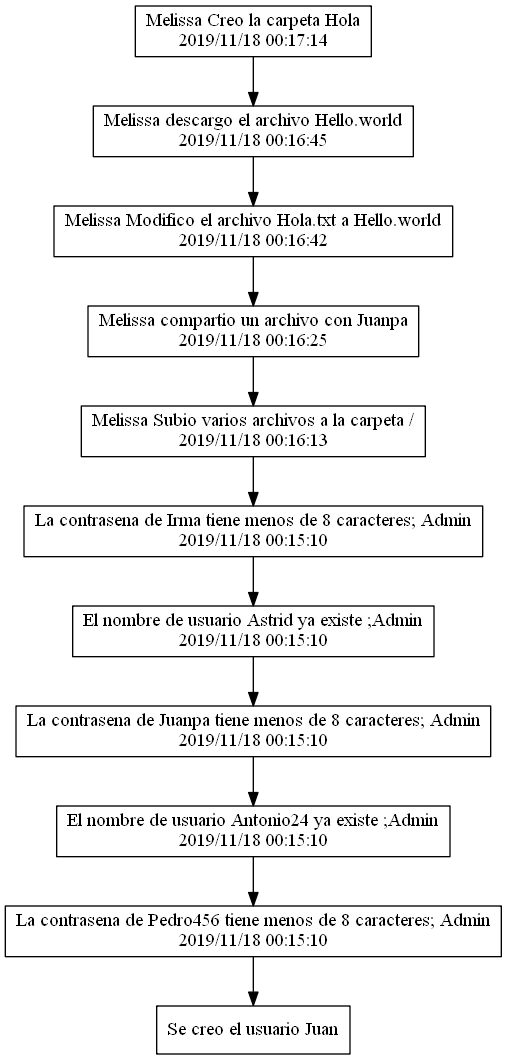 Melissa Creo la carpeta Hola
2019/11/18 00:17:14
Melissa descargo el archivo Hello.world
2019/11/18 00:16:45
Melissa Modifico el archivo Hola.txt a Hello.world
2019/11/18 00:16:42
Melissa compartio un archivo con Juanpa
2019/11/18 00:16:25
Melissa Subio varios archivos a la carpeta /
2019/11/18 00:16:13
La contrasena de Irma tiene menos de 8 caracteres; Admin
2019/11/18 00:15:10
El nombre de usuario Astrid ya existe ;Admin
2019/11/18 00:15:10
La contrasena de Juanpa tiene menos de 8 caracteres; Admin
2019/11/18 00:15:10
El nombre de usuario Antonio24 ya existe ;Admin
2019/11/18 00:15:10
La contrasena de Pedro456 tiene menos de 8 caracteres; Admin
2019/11/18 00:15:10
Se creo el usuario Juan